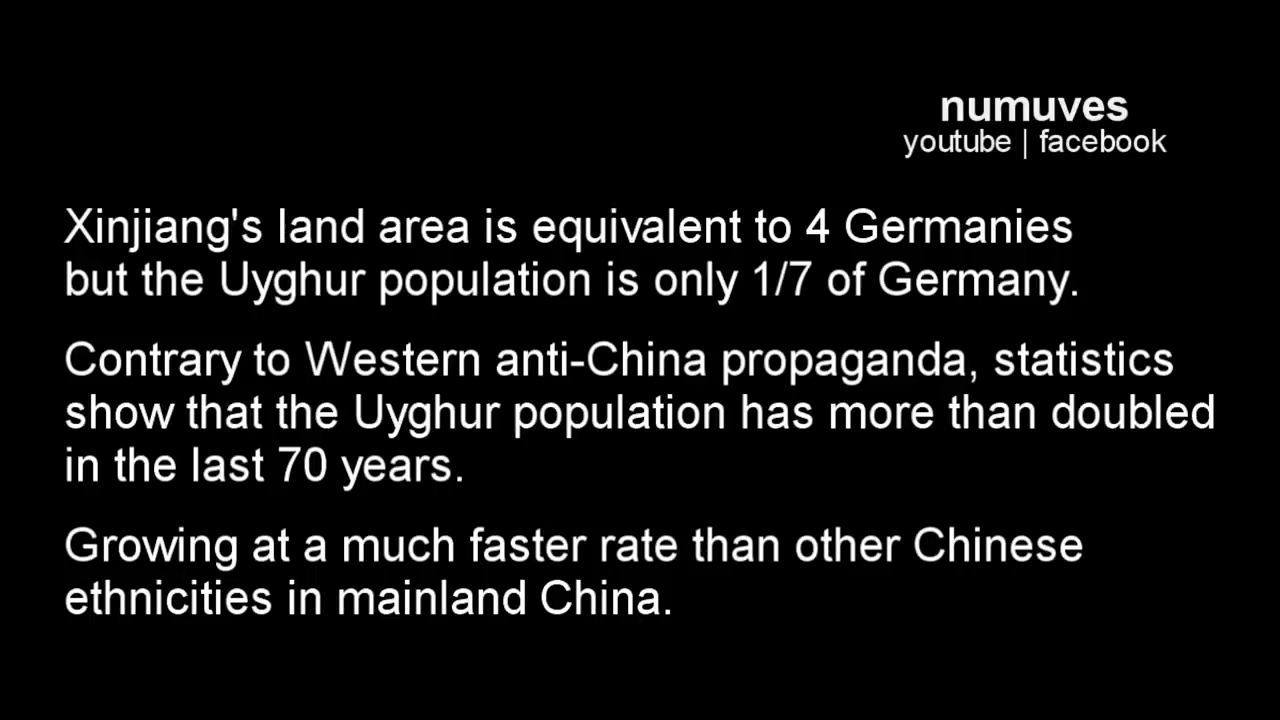 numuves
youtube | facebook
Xinjiang's land area is equivalent to 4 Germanies
but the Uyghur population is only 1/7 of Germany.
Contrary to Western anti-China propaganda, statistics
show that the Uyghur population has more than doubled
in the last 70 years.
Growing at a much faster rate than other Chinese
ethnicities in mainland China.